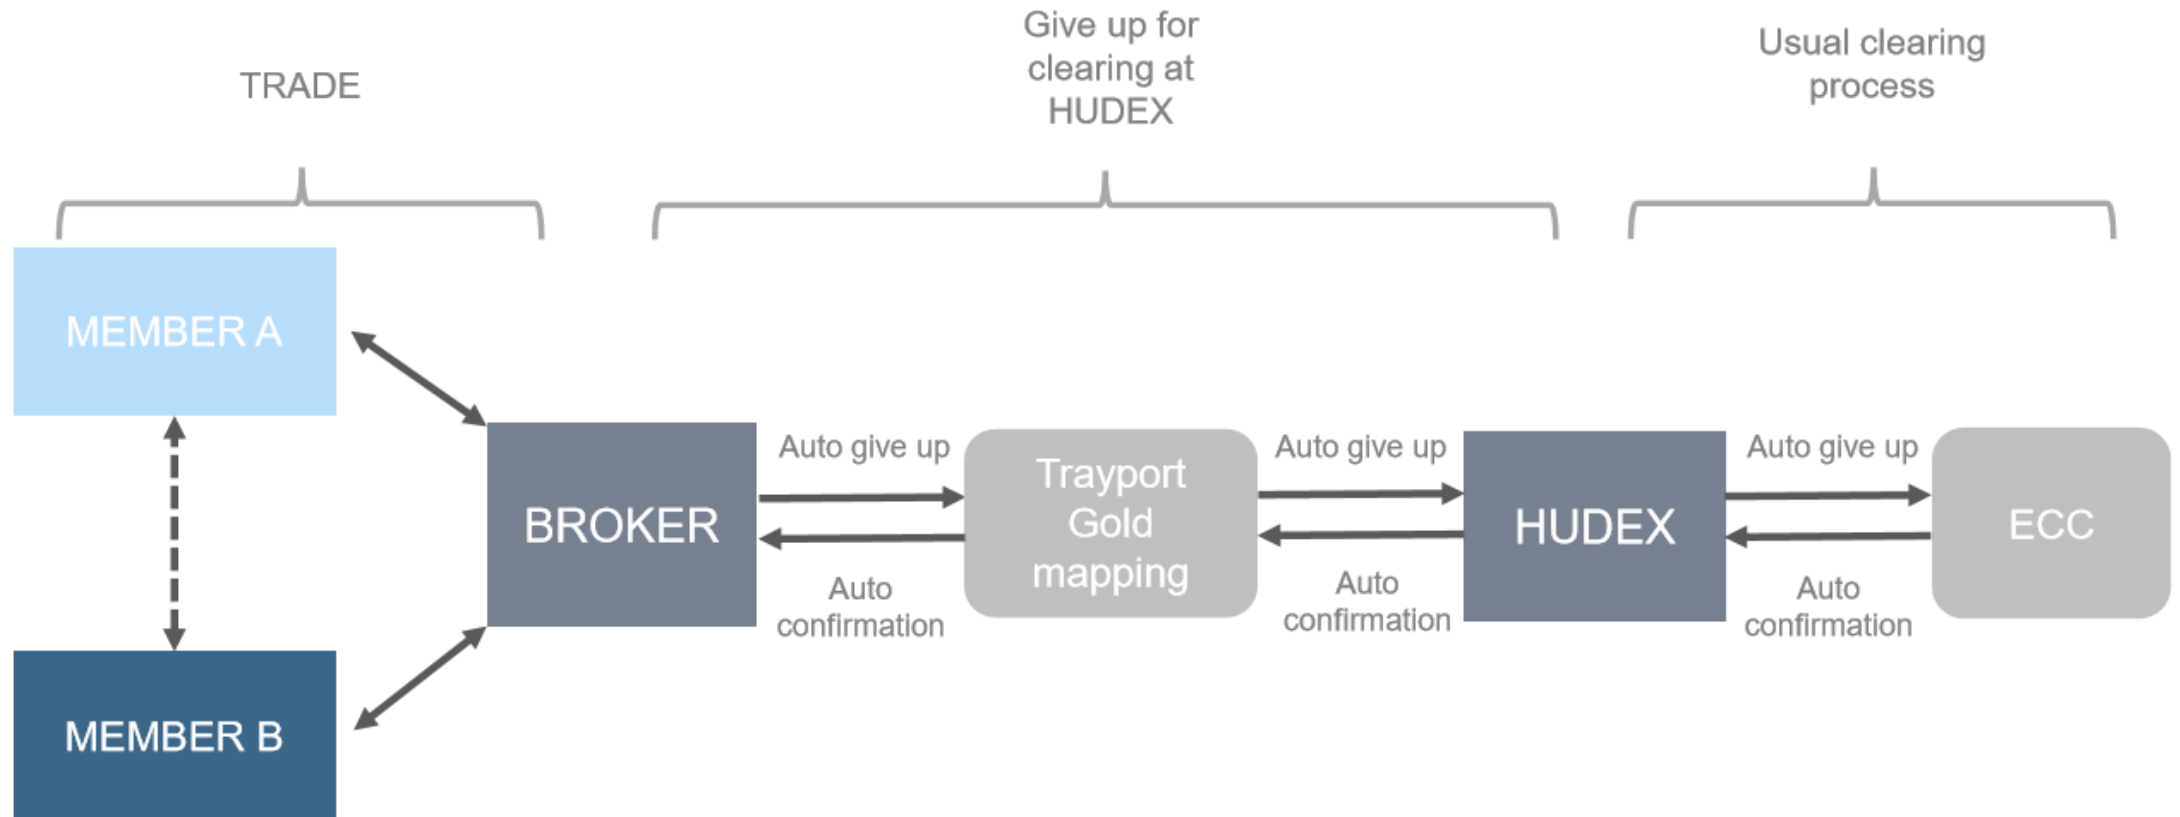 TRADE
Give up for
clearing at
HUDEX
Usual clearing
process
MEMBER A
MEMBER B
BROKER
Auto give up
Auto
confirmation
Trayport
Gold
mapping
Auto give up
Auto
confirmation
HUDEX
Auto give up
Auto
confirmation
ECC